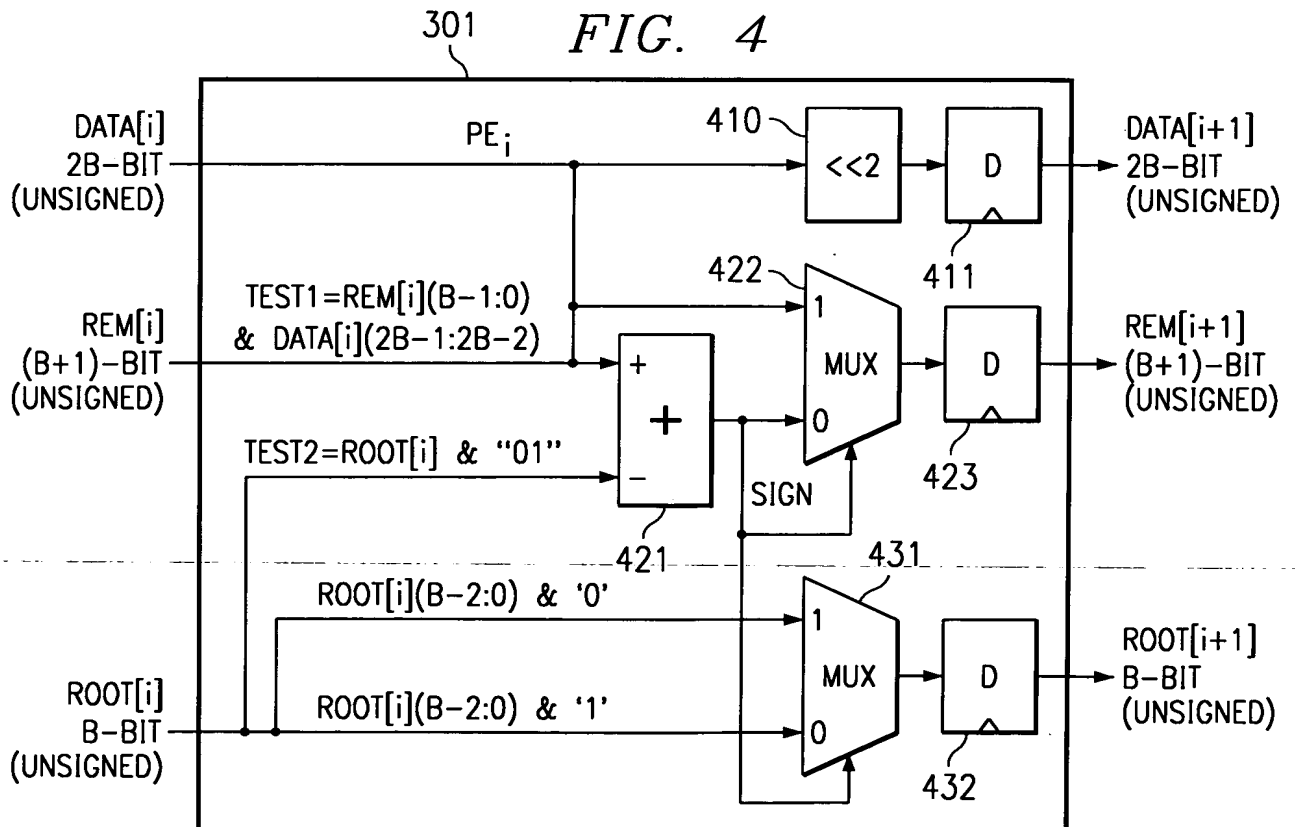 FIG. 4
301
DATA[i]
2B-BIT
(UNSIGNED)
PEi
410
<<2
D
411
DATA[i+1]
2B-BIT
(UNSIGNED)
REM[i]
(B+1)-BIT
(UNSIGNED)
TEST1=REM[i](B-1:0)
& DATA[i](2B-1:2B-2)
422
1
MUX
0
D
423
REM[i+1]
(B+1)-BIT
(UNSIGNED)
+
+
-
421
TEST2=ROOT[i] & "01"
SIGN
431
ROOT[i](B-2:0) & '0'
ROOT[i](B-2:0) & '1'
1
MUX
0
D
432
ROOT[i]
B-BIT
(UNSIGNED)
ROOT[i+1]
B-BIT
(UNSIGNED)